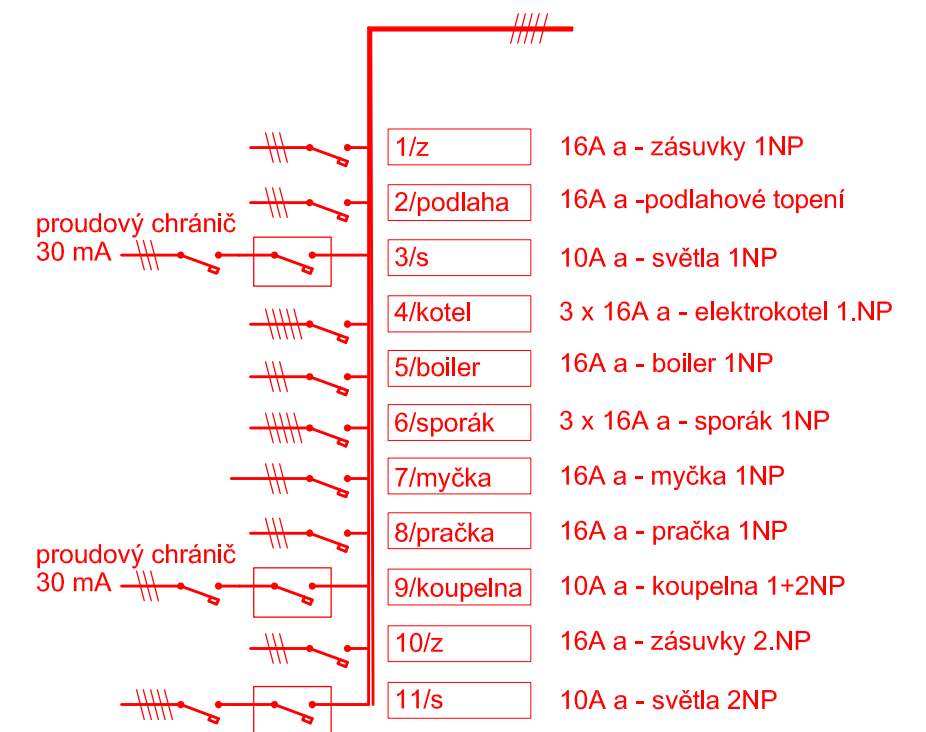 1/z 16A a - zásuvky 1NP
2/podlaha 16A a -podlahové topení
proudový chránič
30 mA 3/s 10A a - světla 1NP
4/kotel 3 x 16A a - elektrokotel 1.NP
5/boiler 16A a - boiler 1NP
6/sporák 3 x 16A a - sporák 1NP
7/myčka 16A a - myčka 1NP
8/pračka 16A a - pračka 1NP
proudový chránič
30 mA 9/koupelna 10A a - koupelna 1+2NP
10/z 16A a - zásuvky 2.NP
11/s 10A a - světla 2NP